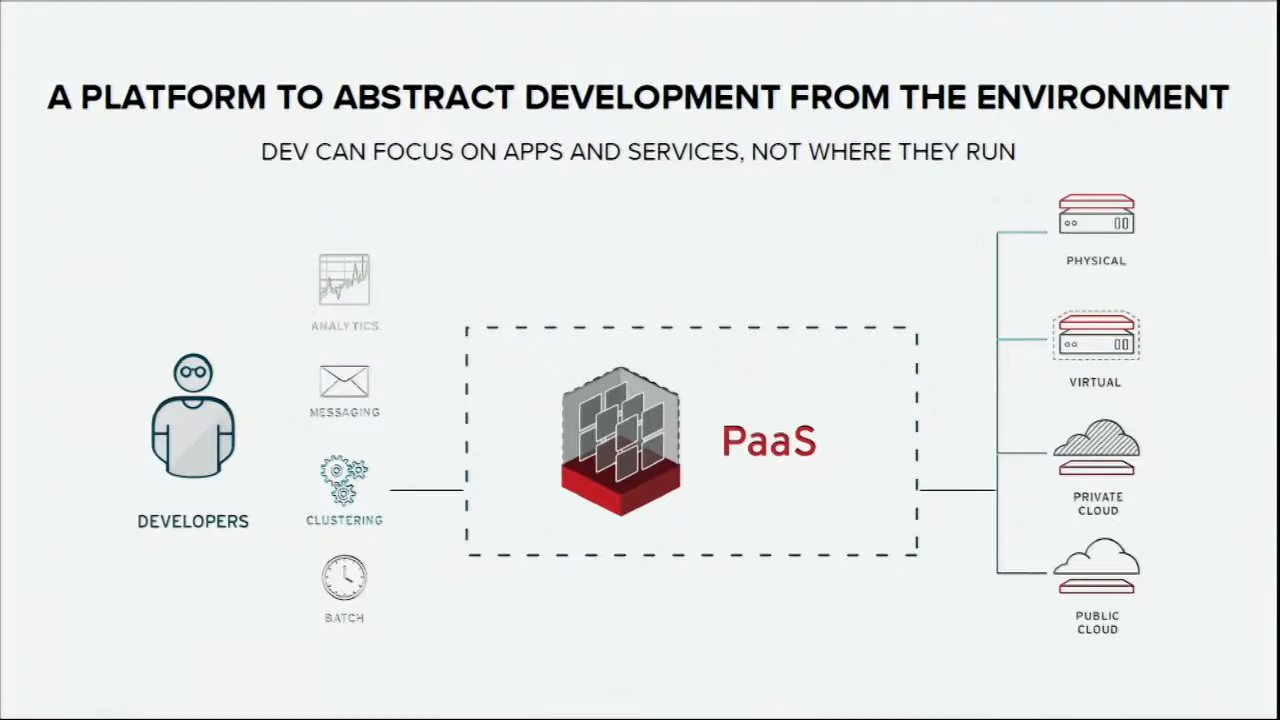 A PLATFORM TO ABSTRACT DEVELOPMENT FROM THE ENVIRONMENT
DEV CAN FOCUS ON APPS AND SERVICES, NOT WHERE THEY RUN
DEVELOPERS
ANALYTICS
MESSAGING
CLUSTERING
BATCH
PaaS
PHYSICAL
VIRTUAL
PRIVATE
CLOUD
PUBLIC
CLOUD